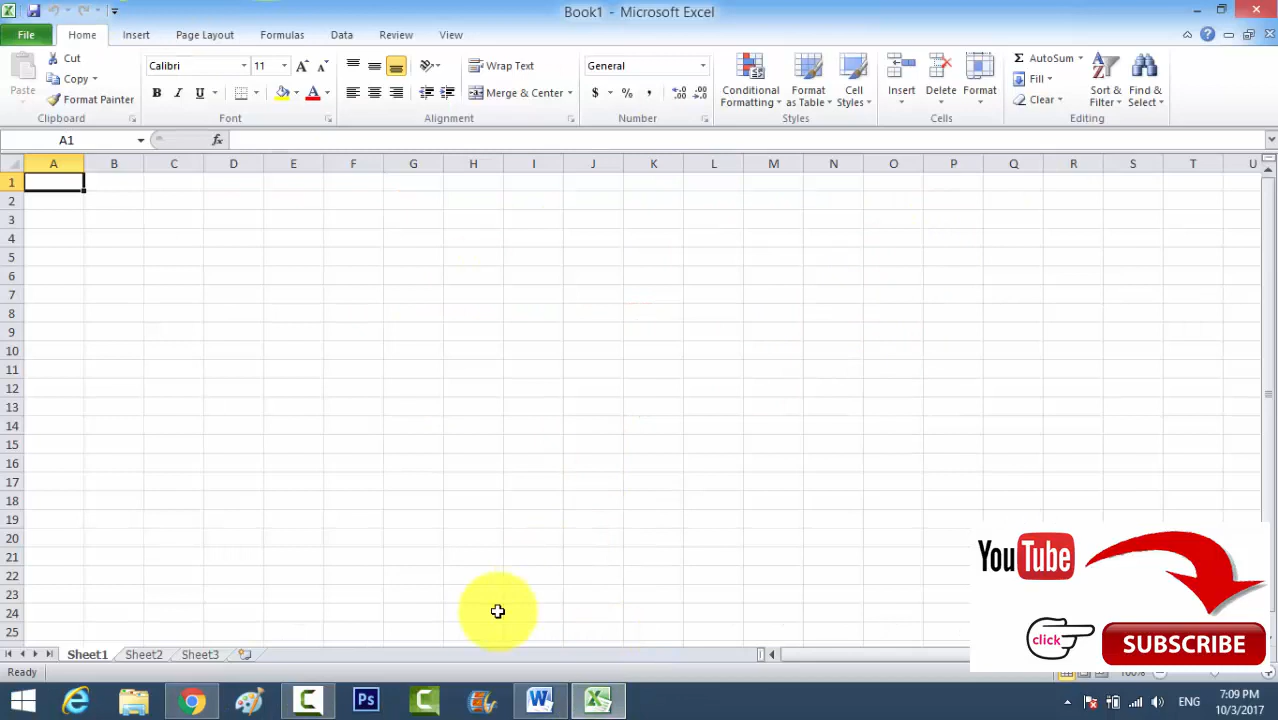 Book1 - Microsoft Excel
File Home Insert Page Layout Formulas Data Review View
Paste
Cut
Copy
Format Painter
Clipboard
Calibri 11
B I U
Font
Wrap Text
Merge & Center
Alignment
General
$ % ,
Number
Conditional Formatting
Format as Table
Cell Styles
Styles
Insert
Delete
Format
Cells
AutoSum
Fill
Clear
Sort & Filter
Find & Select
Editing
A1 fx
A B C D E F G H I J K L M N O P Q R S T U
1
2
3
4
5
6
7
8
9
10
11
12
13
14
15
16
17
18
19
20
21
22
23
24
25
YouTube
click
SUBSCRIBE
Sheet1 Sheet2 Sheet3
Ready
100%
Ps
ENG
7:09 PM
10/3/2017